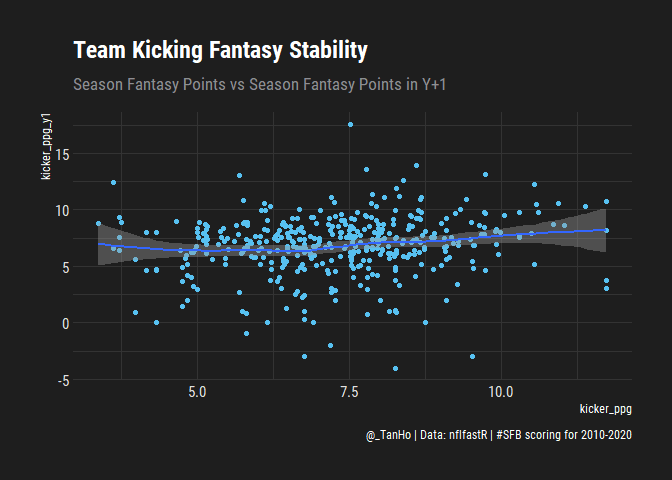 Team Kicking Fantasy Stability
Season Fantasy Points vs Season Fantasy Points in Y+1
kicker_ppg_y1
15
10
5
0
-5
5.0 7.5 10.0
kicker_ppg
@_TanHo | Data: nflfastR | #SFB scoring for 2010-2020